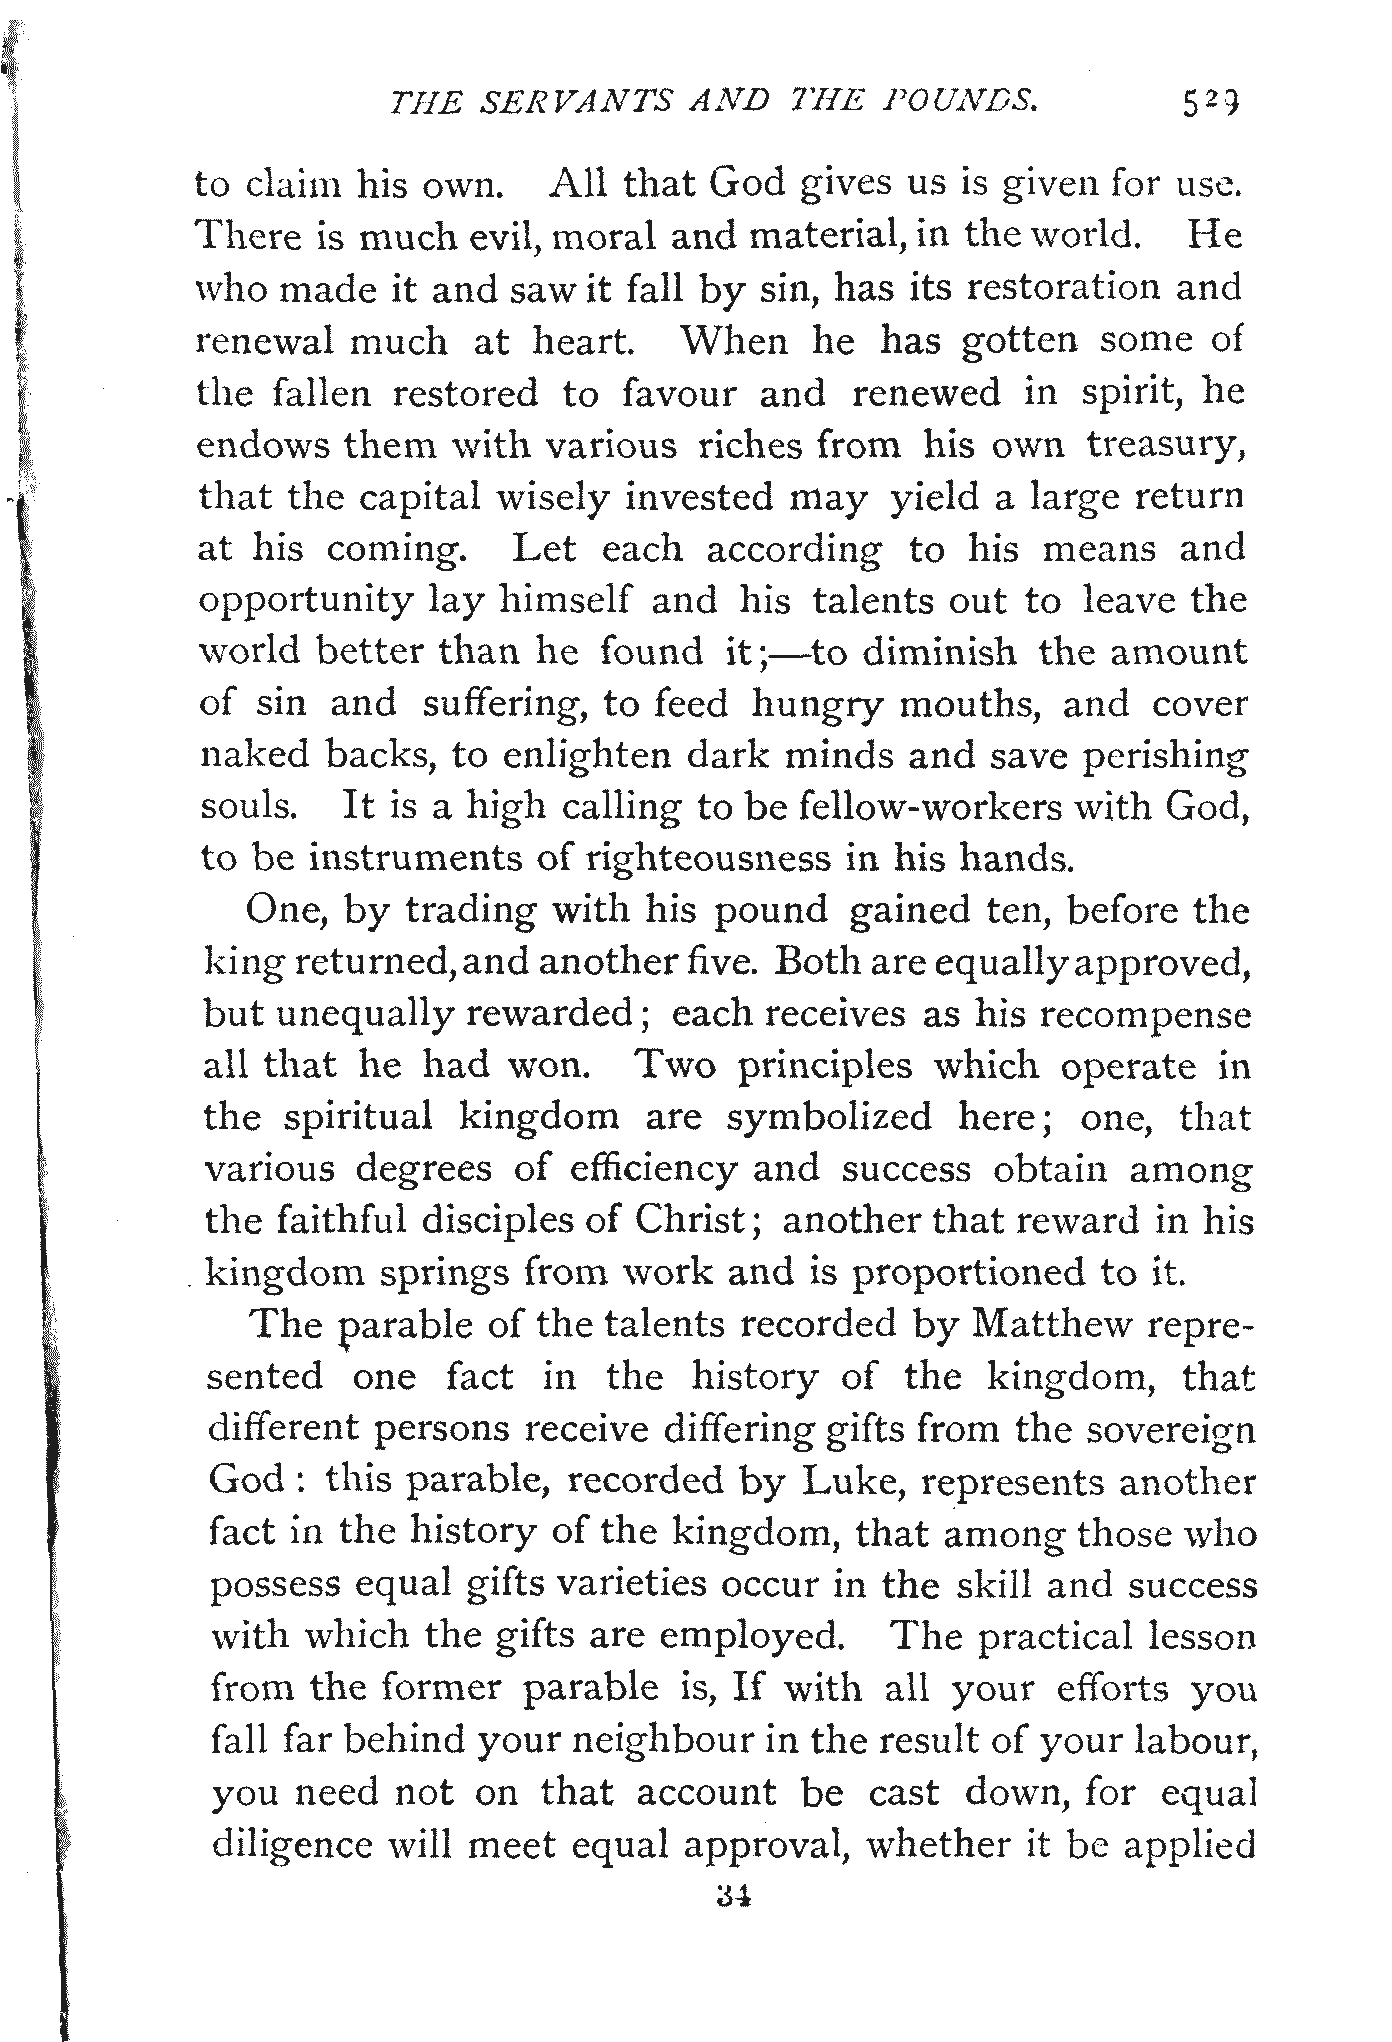 THE SERVANTS AND THE POUNDS. 529
to claim his own. All that God gives us is given for use.
There is much evil, moral and material, in the world. He
who made it and saw it fall by sin, has its restoration and
renewal much at heart. When he has gotten some of
the fallen restored to favour and renewed in spirit, he
endows them with various riches from his own treasury,
that the capital wisely invested may yield a large return
at his coming. Let each according to his means and
opportunity lay himself and his talents out to leave the
world better than he found it;—to diminish the amount
of sin and suffering, to feed hungry mouths, and cover
naked backs, to enlighten dark minds and save perishing
souls. It is a high calling to be fellow-workers with God,
to be instruments of righteousness in his hands.
One, by trading with his pound gained ten, before the
king returned, and another five. Both are equally approved,
but unequally rewarded; each receives as his recompense
all that he had won. Two principles which operate in
the spiritual kingdom are symbolized here; one, that
various degrees of efficiency and success obtain among
the faithful disciples of Christ; another that reward in his
kingdom springs from work and is proportioned to it.
The parable of the talents recorded by Matthew repre-
sented one fact in the history of the kingdom, that
different persons receive differing gifts from the sovereign
God : this parable, recorded by Luke, represents another
fact in the history of the kingdom, that among those who
possess equal gifts varieties occur in the skill and success
with which the gifts are employed. The practical lesson
from the former parable is, If with all your efforts you
fall far behind your neighbour in the result of your labour,
you need not on that account be cast down, for equal
diligence will meet equal approval, whether it be applied
34